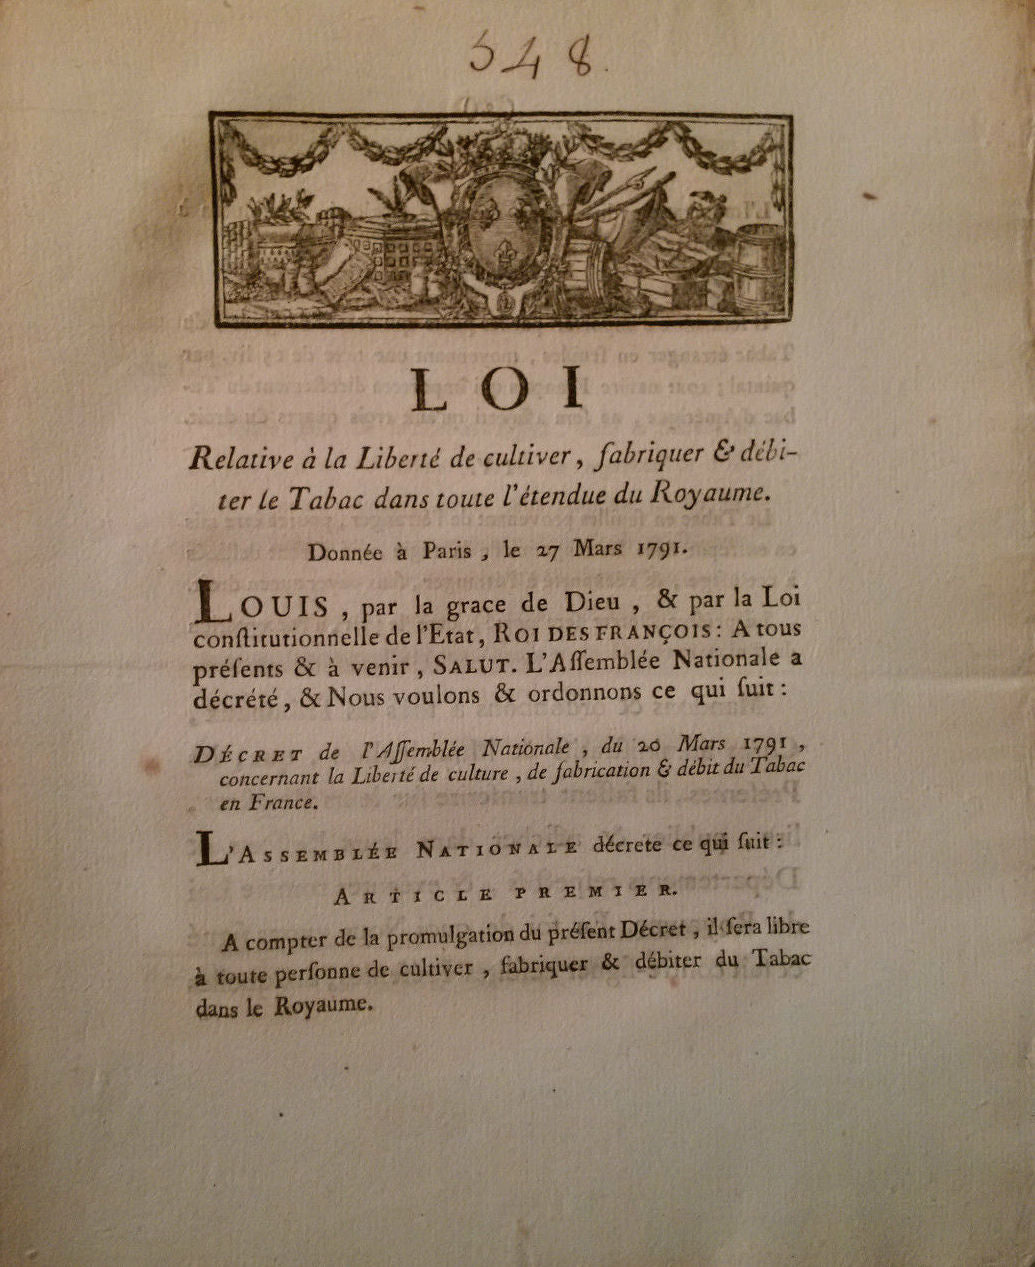 548.
LOI
Relative à la Liberté de cultiver, fabriquer & débi-
ter le Tabac dans toute l'étendue du Royaume.
Donnée à Paris, le 27 Mars 1791.
LOUIS, par la grace de Dieu, & par la Loi
conſtitutionnelle de l'Etat, ROI DES FRANÇOIS: A tous
préſents & à venir, SALUT. L'Aſſemblée Nationale a
décrété, & Nous voulons & ordonnons ce qui ſuit:
DÉCRET de l'Aſſemblée Nationale, du 20 Mars 1791,
concernant la Liberté de culture, de fabrication & débit du Tabac
en France.
L'ASSEMBLÉE NATIONALE décrete ce qui ſuit:
ARTICLE PREMIER.
A compter de la promulgation du préſent Décret, il ſera libre
à toute perſonne de cultiver, fabriquer & débiter du Tabac
dans le Royaume.